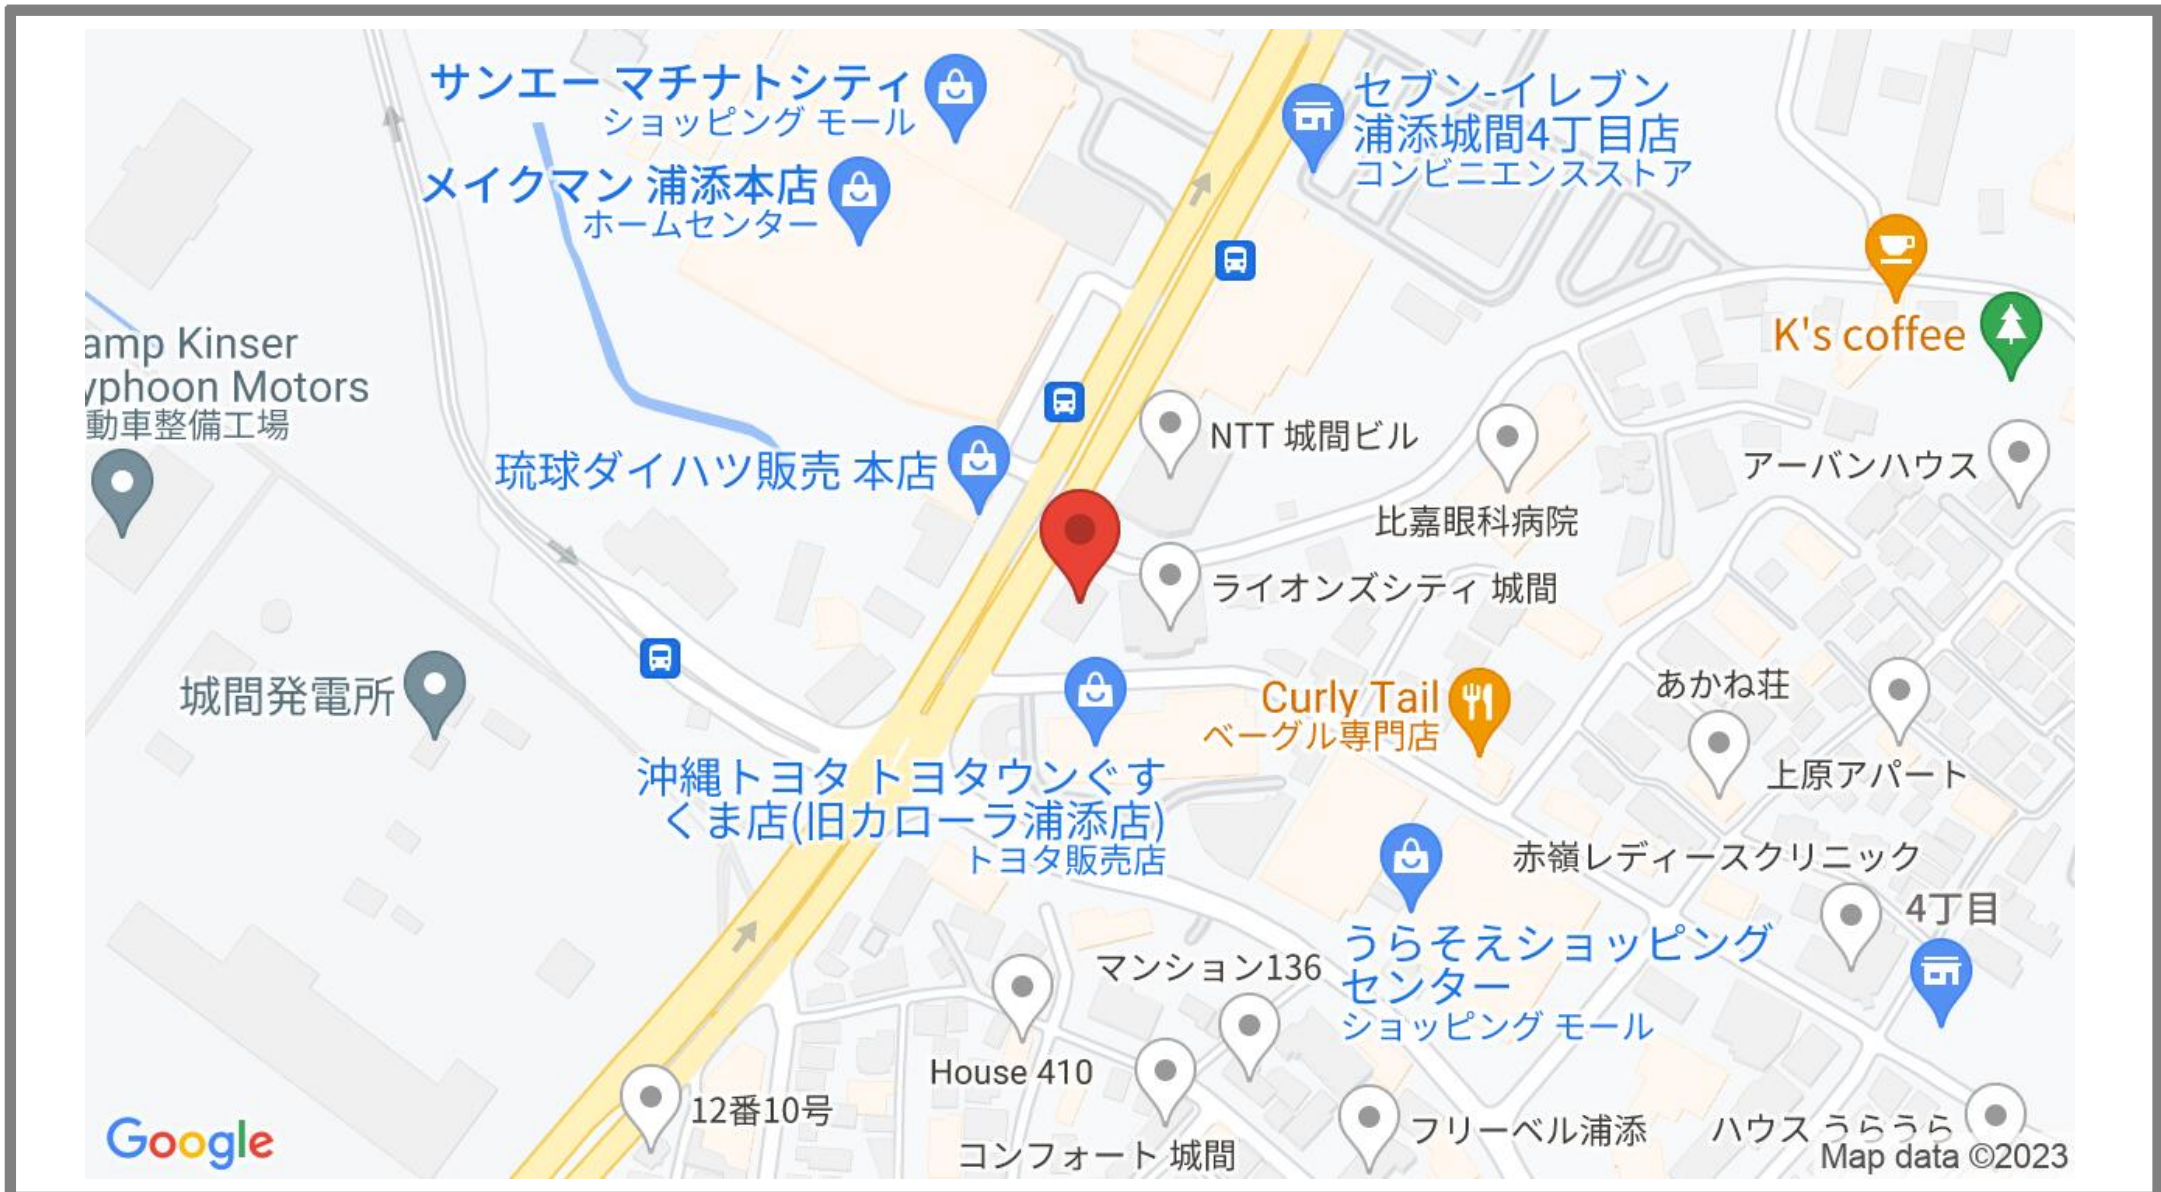 サンエー マチナトシティ
ショッピング モール
セブン-イレブン
浦添城間4丁目店
コンビニエンスストア
メイクマン 浦添本店
ホームセンター
K's coffee
amp Kinser
yphoon Motors
動車整備工場
NTT 城間ビル
琉球ダイハツ販売 本店
アーバンハウス
比嘉眼科病院
ライオンズシティ 城間
城間発電所
Curly Tail
ベーグル専門店
あかね荘
上原アパート
沖縄トヨタ トヨタウンぐす
くま店(旧カローラ浦添店)
トヨタ販売店
赤嶺レディースクリニック
4丁目
うらそえショッピング
センター
ショッピング モール
マンション136
House 410
12番10号
コンフォート 城間
フリーベル浦添
ハウス うらうら
Google
Map data ©2023